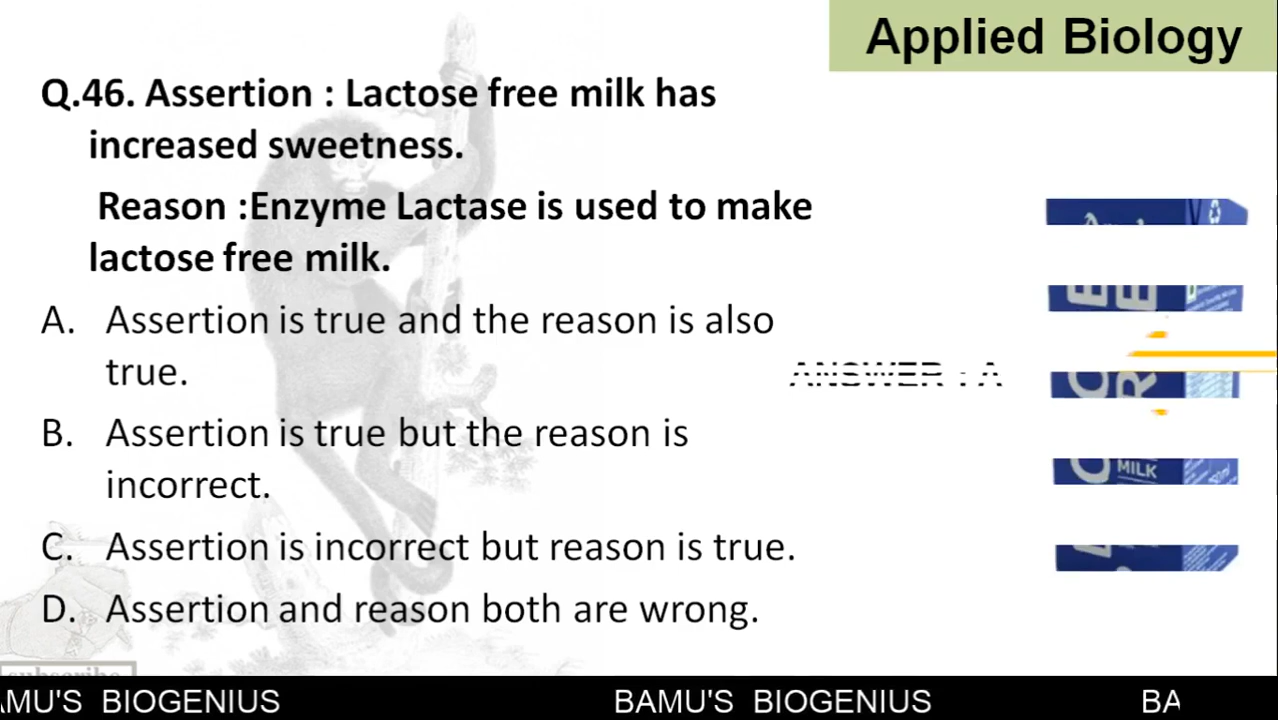 Applied Biology
Q.46. Assertion : Lactose free milk has
increased sweetness.
Reason :Enzyme Lactase is used to make
lactose free milk.
A. Assertion is true and the reason is also
true.
ANSWER : A
B. Assertion is true but the reason is
incorrect.
MILK
C. Assertion is incorrect but reason is true.
D. Assertion and reason both are wrong.
subscribe
AMU'S BIOGENIUS BAMU'S BIOGENIUS BA